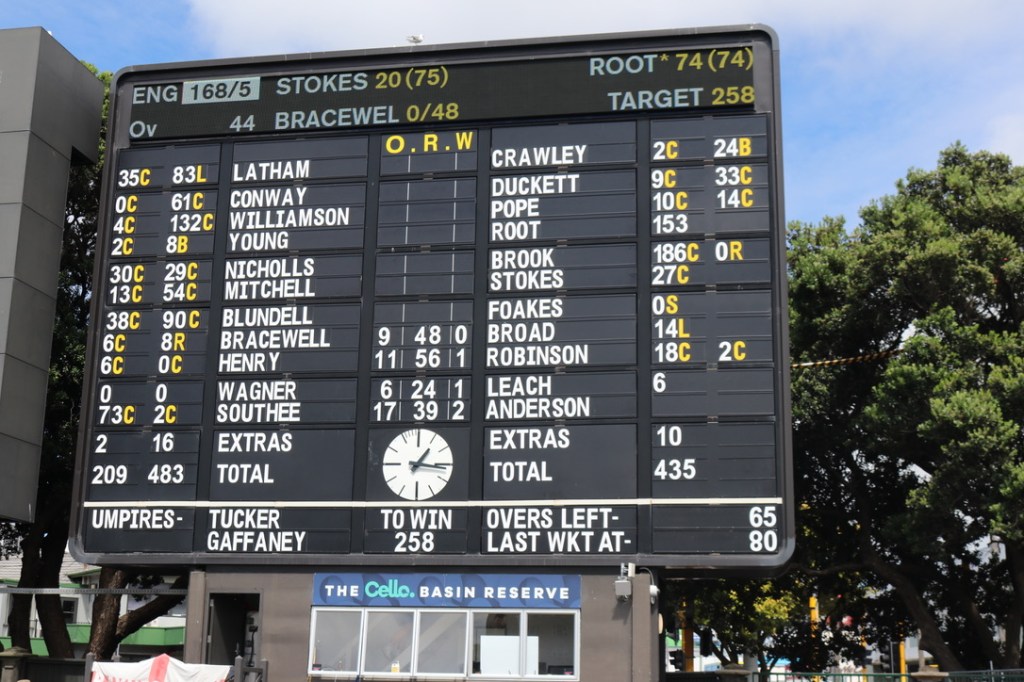 ENG 168/5 STOKES 20 (75) ROOT* 74 (74)
Ov 44 BRACEWEL 0/48 TARGET 258
O.R.W
35C 83L LATHAM CRAWLEY 2C 24B
0C 61C CONWAY DUCKETT 9C 33C
4C 132C WILLIAMSON POPE 10C 14C
2C 8B YOUNG ROOT 153
30C 29C NICHOLLS BROOK 186C 0R
13C 54C MITCHELL STOKES 27C
38C 90C BLUNDELL FOAKES 0S
6C 8R BRACEWELL 9 48 0 BROAD 14L
6C 0C HENRY 11 56 1 ROBINSON 18C 2C
0 0 WAGNER 6 24 1 LEACH 6
73C 2C SOUTHEE 17 39 2 ANDERSON
2 16 EXTRAS EXTRAS 10
209 483 TOTAL TOTAL 435
UMPIRES- TUCKER TO WIN OVERS LEFT- 65
GAFFANEY 258 LAST WKT AT- 80
THE Cello. BASIN RESERVE